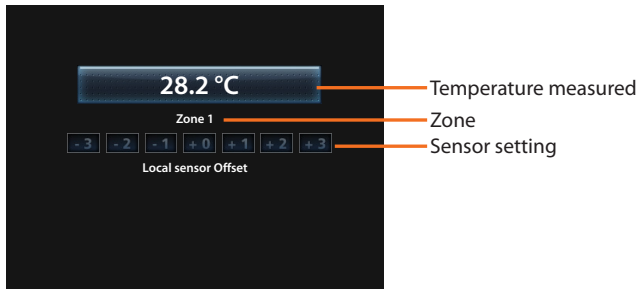 28.2 °C
Temperature measured
Zone 1
Zone
- 3 - 2 - 1 + 0 + 1 + 2 + 3
Sensor setting
Local sensor Offset